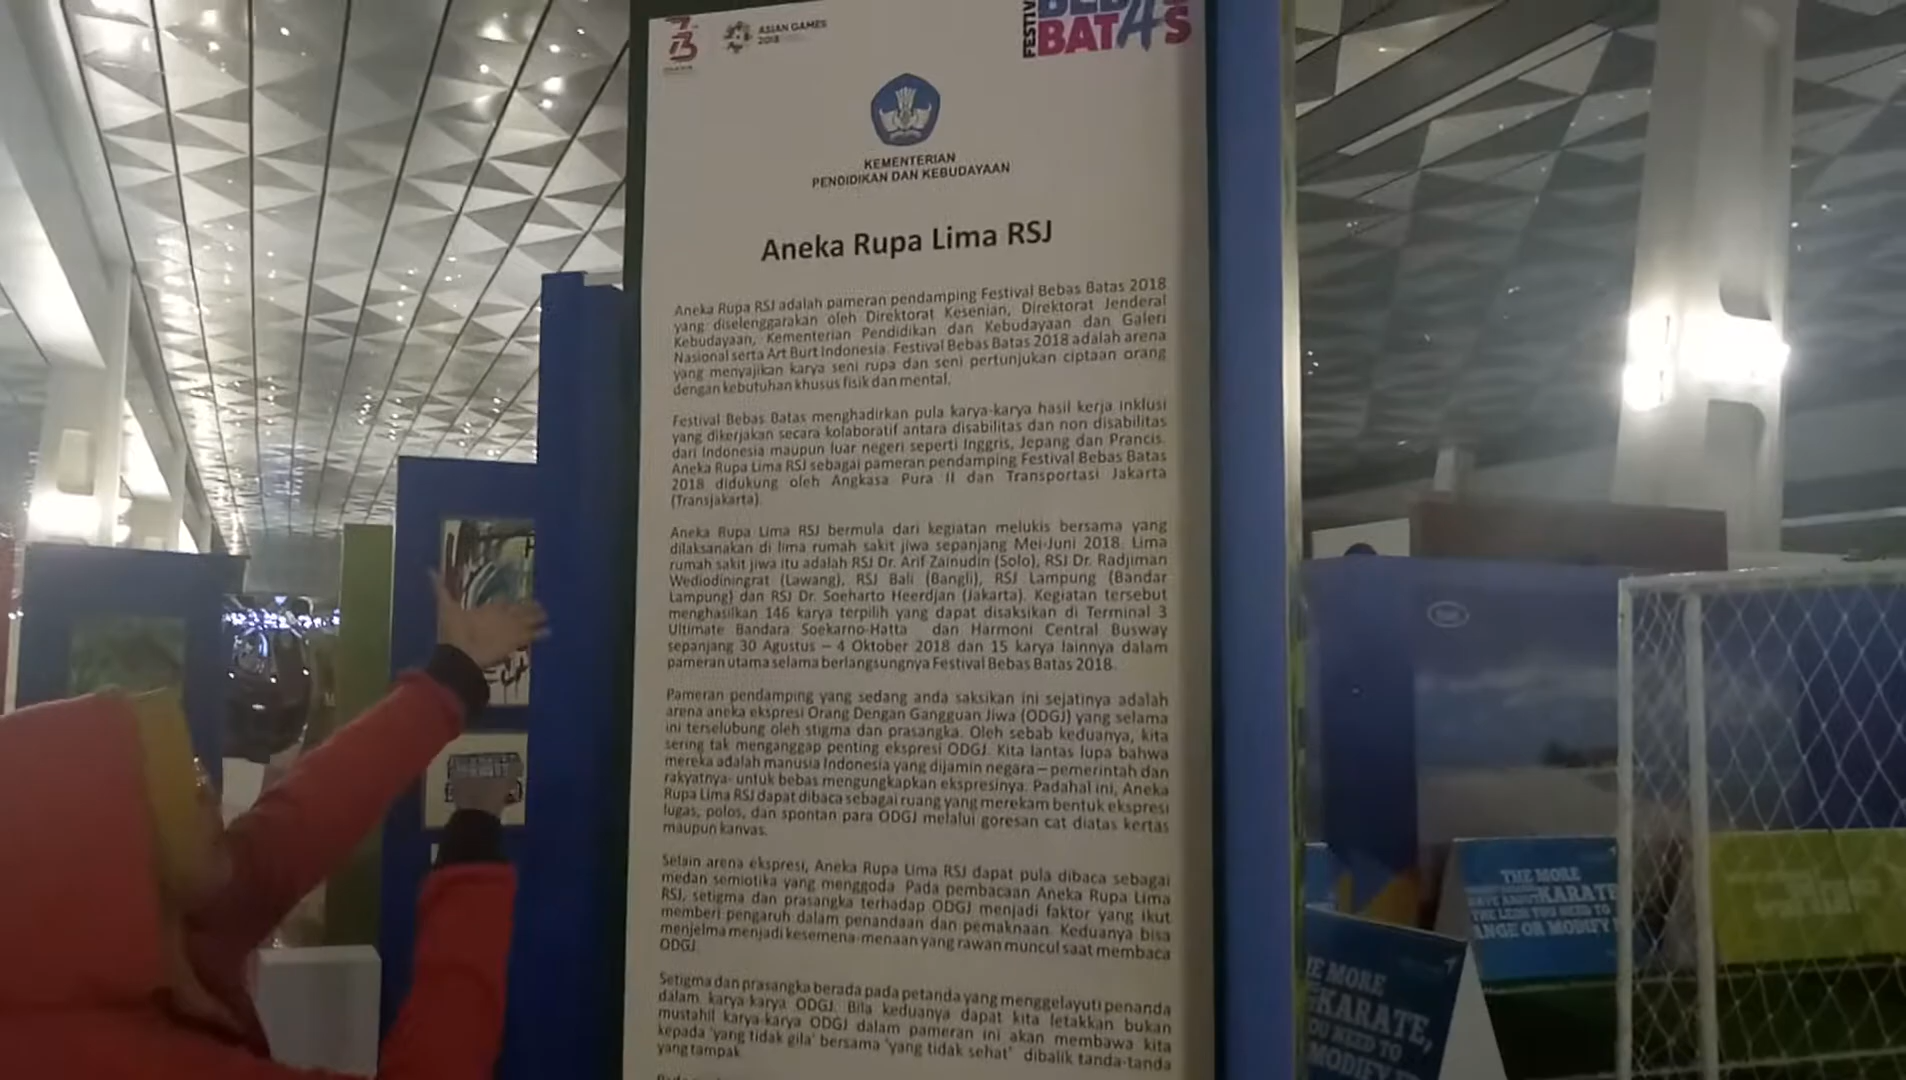 73
ASIAN GAMES
2018
FESTIV
BEBAS
BATAS
KEMENTERIAN
PENDIDIKAN DAN KEBUDAYAAN
Aneka Rupa Lima RSJ
Aneka Rupa RSJ adalah pameran pendamping Festival Bebas Batas 2018
yang diselenggarakan oleh Direktorat Kesenian, Direktorat Jenderal
Kebudayaan, Kementerian Pendidikan dan Kebudayaan dan Galeri
Nasional serta Art Burt Indonesia. Festival Bebas Batas 2018 adalah arena
yang menyajikan karya seni rupa dan seni pertunjukan ciptaan orang
dengan kebutuhan khusus fisik dan mental.
Festival Bebas Batas menghadirkan pula karya-karya hasil kerja inklusi
yang dikerjakan secara kolaboratif antara disabilitas dan non disabilitas
dari Indonesia maupun luar negeri seperti Inggris, Jepang dan Prancis.
Aneka Rupa Lima RSJ sebagai pameran pendamping Festival Bebas Batas
2018 didukung oleh Angkasa Pura II dan Transportasi Jakarta
(Transjakarta).
Aneka Rupa Lima RSJ bermula dari kegiatan melukis bersama yang
dilaksanakan di lima rumah sakit jiwa sepanjang Mei-Juni 2018. Lima
rumah sakit jiwa itu adalah RSJ Dr. Arif Zainudin (Solo), RSJ Dr. Radjiman
Wediodiningrat (Lawang), RSJ Bali (Bangli), RSJ Lampung (Bandar
Lampung) dan RSJ Dr. Soeharto Heerdjan (Jakarta). Kegiatan tersebut
menghasilkan 146 karya terpilih yang dapat disaksikan di Terminal 3
Ultimate Bandara Soekarno-Hatta dan Harmoni Central Busway
sepanjang 30 Agustus – 4 Oktober 2018 dan 15 karya lainnya dalam
pameran utama selama berlangsungnya Festival Bebas Batas 2018.
Pameran pendamping yang sedang anda saksikan ini sejatinya adalah
arena aneka ekspresi Orang Dengan Gangguan Jiwa (ODGJ) yang selama
ini terselubung oleh stigma dan prasangka. Oleh sebab keduanya, kita
sering tak menganggap penting ekspresi ODGJ. Kita lantas lupa bahwa
mereka adalah manusia Indonesia yang dijamin negara – pemerintah dan
rakyatnya- untuk bebas mengungkapkan ekspresinya. Padahal ini, Aneka
Rupa Lima RSJ dapat dibaca sebagai ruang yang merekam bentuk ekspresi
lugas, polos, dan spontan para ODGJ melalui goresan cat diatas kertas
maupun kanvas.
Selain arena ekspresi, Aneka Rupa Lima RSJ dapat pula dibaca sebagai
medan semiotika yang menggoda. Pada pembacaan Aneka Rupa Lima
RSJ, setigma dan prasangka terhadap ODGJ menjadi faktor yang ikut
memberi pengaruh dalam penandaan dan pemaknaan. Keduanya bisa
menjelma menjadi kesemena-menaan yang rawan muncul saat membaca
ODGJ.
Setigma dan prasangka berada pada petanda yang menggelayuti penanda
dalam karya-karya ODGJ. Bila keduanya dapat kita letakkan bukan
mustahil karya-karya ODGJ dalam pameran ini akan membawa kita
kepada 'yang tidak gila' bersama 'yang tidak sehat' dibalik tanda-tanda
yang tampak.
THE MORE
KARATE
THE LESS YOU NEED TO
ANGE OR MODIFY
E MORE
KARATE,
OU NEED TO
MODIFY